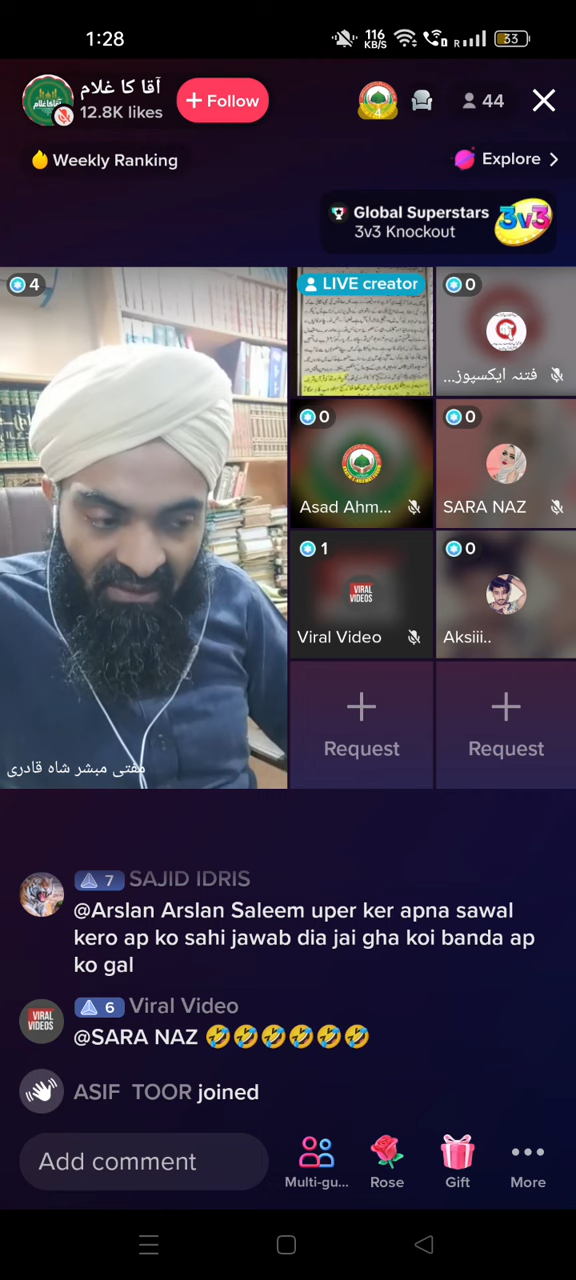 1:28
116
KB/S
R
33
آقا کا غلام
12.8K likes
+ Follow
4
44
Weekly Ranking
Explore >
Global Superstars
3v3 Knockout
3v3
4
LIVE creator
0
فتنہ ایکسپوز...
0
Asad Ahm...
0
SARA NAZ
1
VIRAL
VIDEOS
Viral Video
0
Aksiii..
مفتی مبشر شاہ قادری
Request
Request
7 SAJID IDRIS
@Arslan Arslan Saleem uper ker apna sawal
kero ap ko sahi jawab dia jai gha koi banda ap
ko gal
VIRAL
VIDEOS
6 Viral Video
@SARA NAZ 🤣🤣🤣🤣🤣🤣
ASIF TOOR joined
Add comment
Multi-gu...
Rose
Gift
More